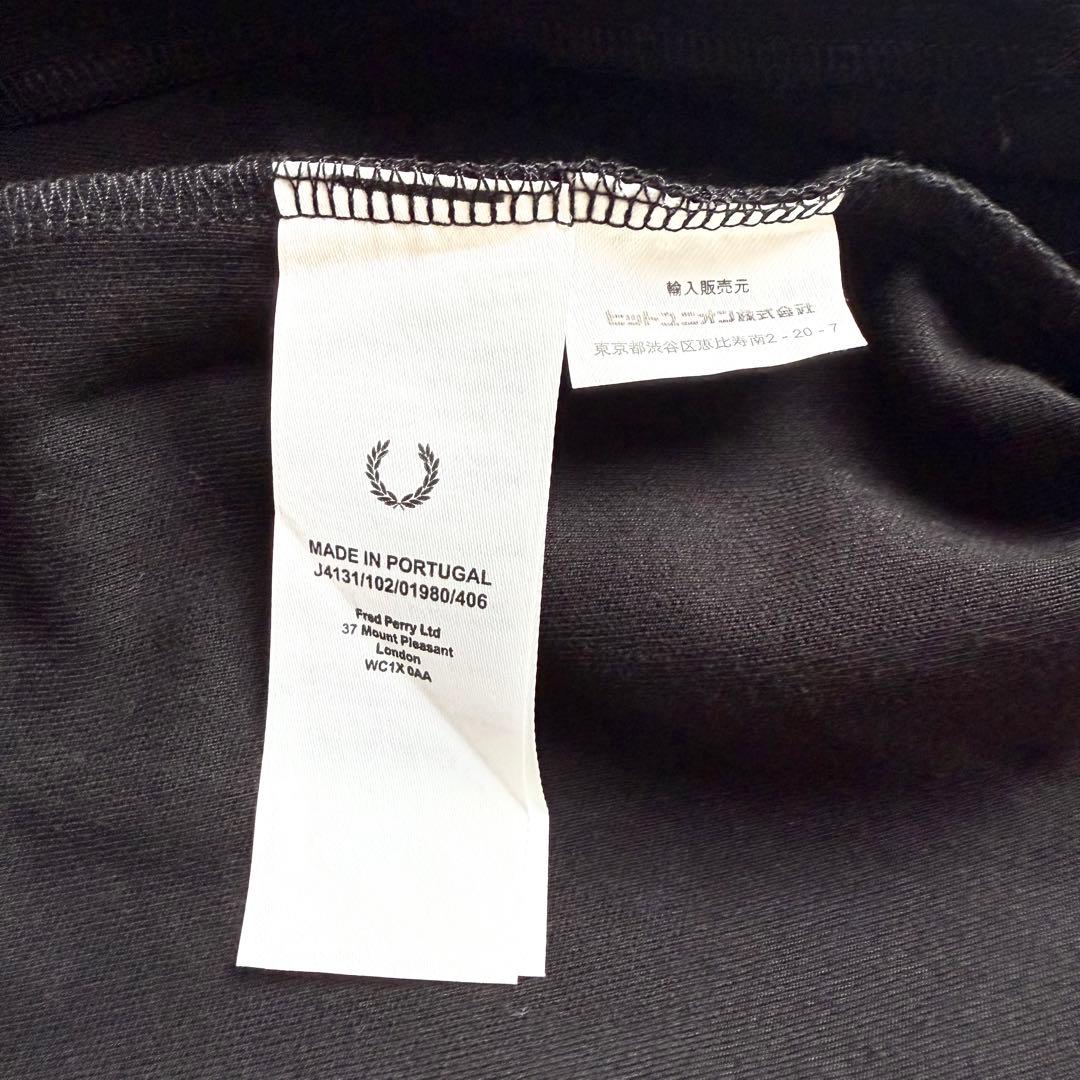 MADE IN PORTUGAL
J4131/102/01980/406
Fred Perry Ltd
37 Mount Pleasant
London
WC1X 0AA
輸入販売元
東京都渋谷区恵比寿南2-20-7